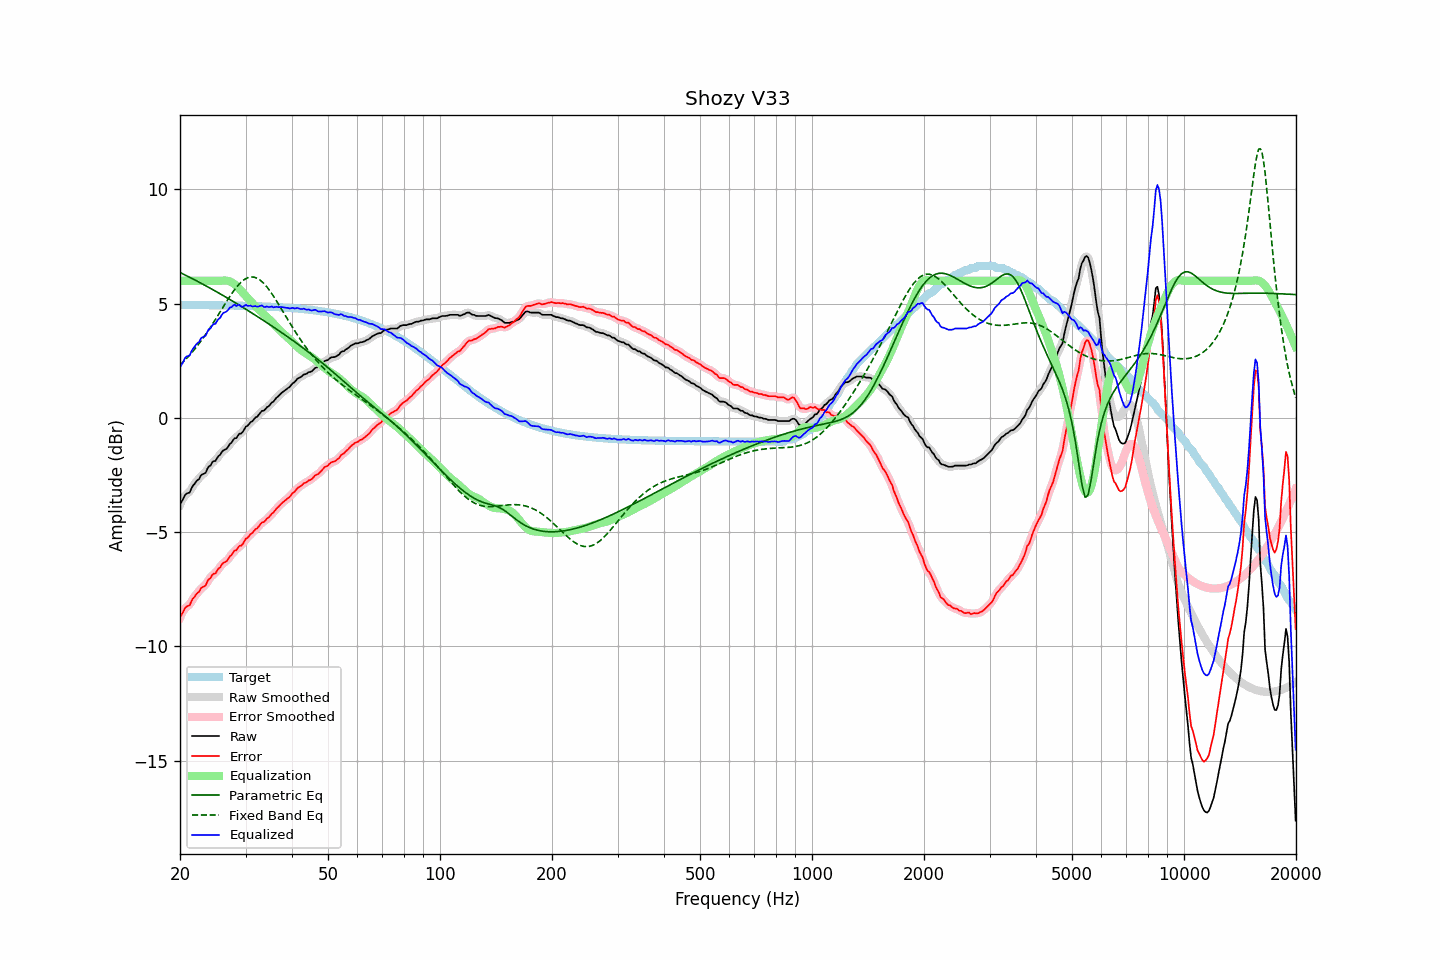 Shozy V33
Amplitude (dBr)
10
5
0
−5
−10
−15
Target
Raw Smoothed
Error Smoothed
Raw
Error
Equalization
Parametric Eq
Fixed Band Eq
Equalized
20 50 100 200 500 1000 2000 5000 10000 20000
Frequency (Hz)